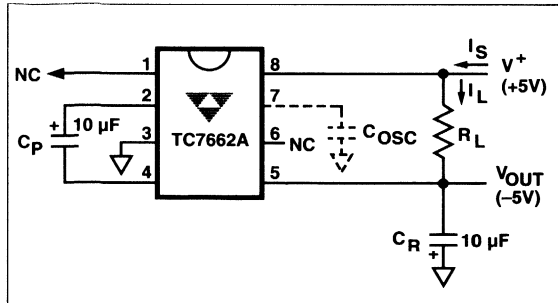 I_S
NC 1 8 V+
I_L (+5V)
2 7
+ 10 µF
C_P 3 TC7662A 6 NC C_OSC R_L
4 5 V_OUT
(–5V)
C_R 10 µF
+